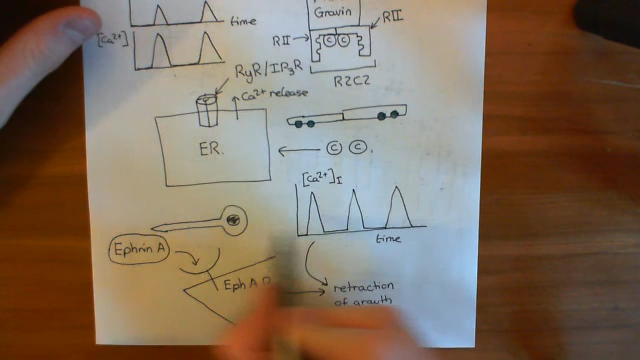 time
[Ca²⁺]
Gravin
RII
RII
C C
R2C2
RyR/IP₃R
Ca²⁺ release
ER.
C C
[Ca²⁺]I
time
Ephrin A
Eph A
retraction
of growth